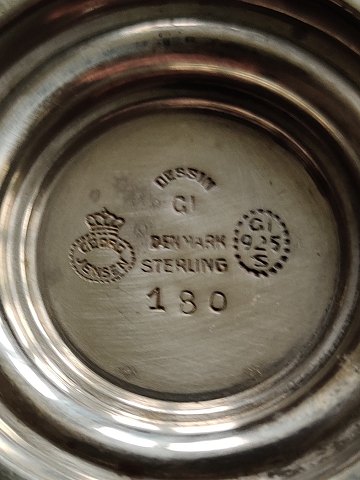 DESSIN
GI
GEORG
JENSEN
DENMARK
STERLING
GI
925
S
180